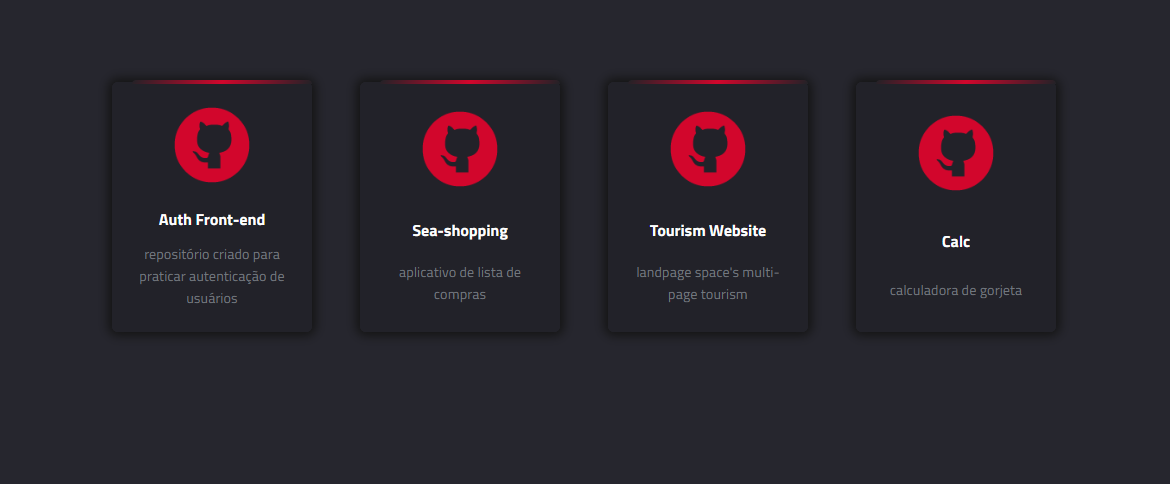 Auth Front-end
repositório criado para
praticar autenticação de
usuários
Sea-shopping
aplicativo de lista de
compras
Tourism Website
landpage space's multi-
page tourism
Calc
calculadora de gorjeta